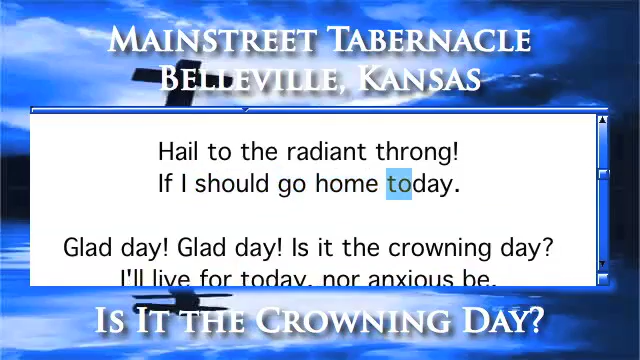 Mainstreet Tabernacle
Belleville, Kansas
Hail to the radiant throng!
If I should go home today.
Glad day! Glad day! Is it the crowning day?
I'll live for today, nor anxious be,
Is It the Crowning Day?